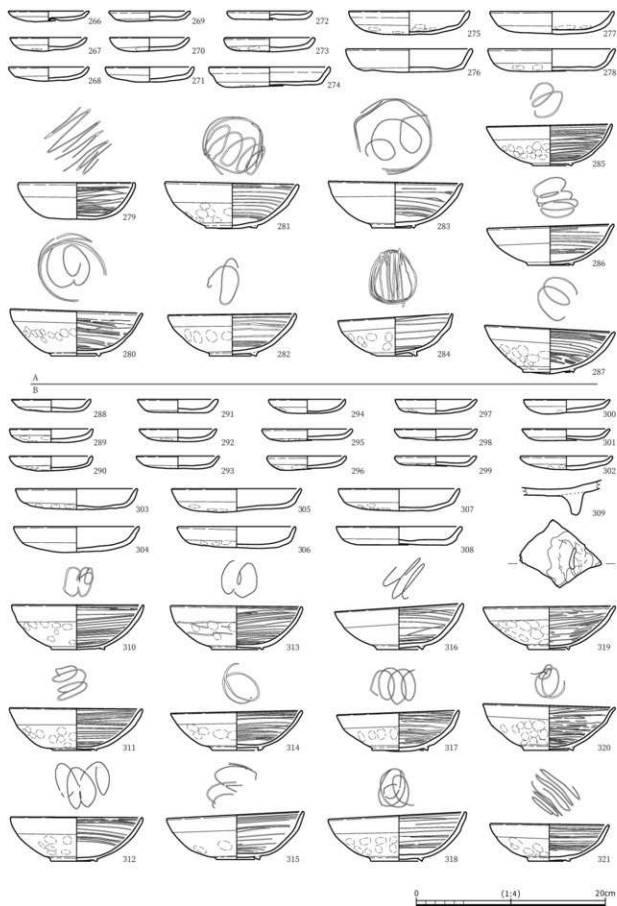 266 269 272 275 277
267 270 273
268 271 274 276 278
279 281 283 285
286
280 282 284 287
A
B
288 291 294 297 300
289 292 295 298 301
290 293 296 299 302
303 305 307 309
304 306 308
310 313 316 319
311 314 317 320
312 315 318 321
0 (1:4) 20cm